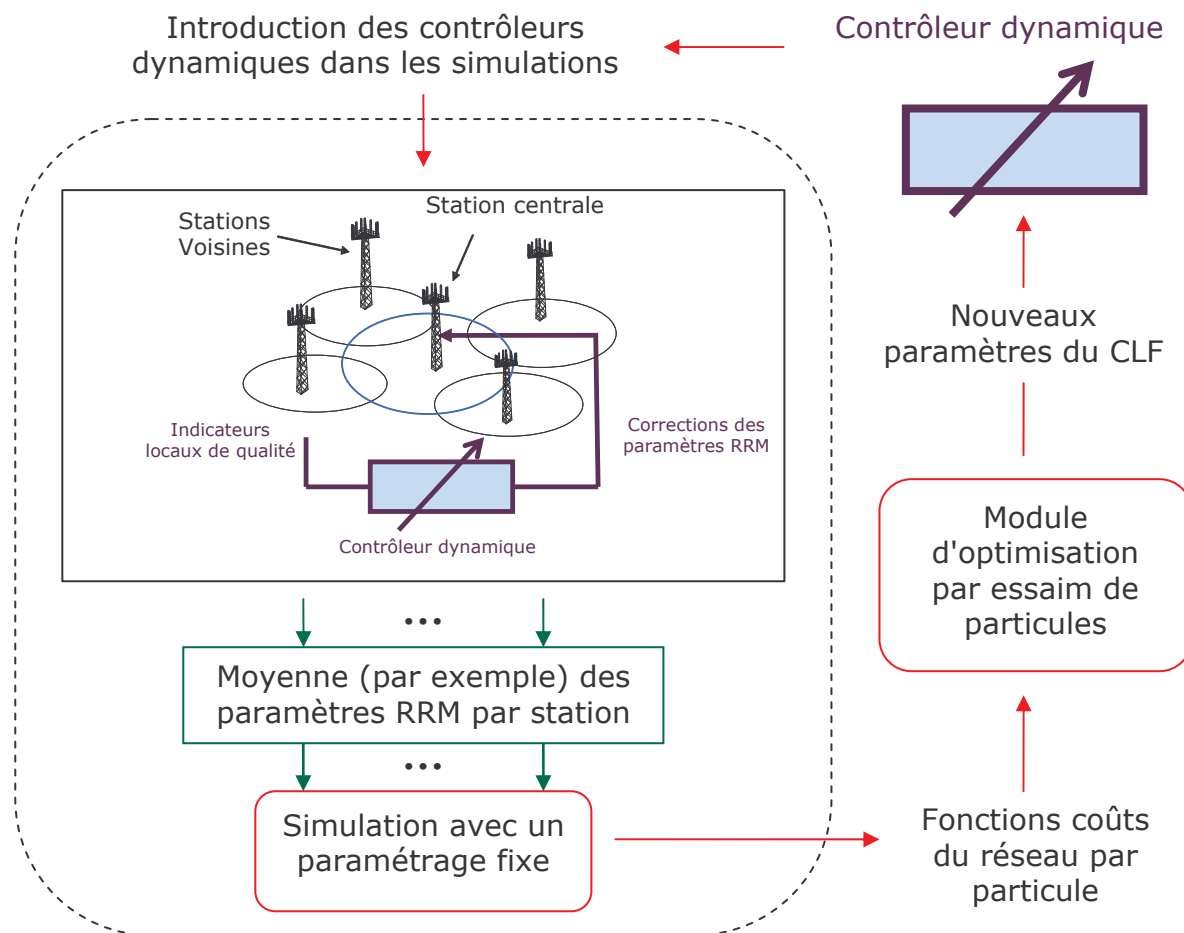 Introduction des contrôleurs
dynamiques dans les simulations
Contrôleur dynamique
Stations
Voisines
Station centrale
Indicateurs
locaux de qualité
Corrections des
paramètres RRM
Contrôleur dynamique
...
Moyenne (par exemple) des
paramètres RRM par station
...
Simulation avec un
paramétrage fixe
Nouveaux
paramètres du CLF
Module
d'optimisation
par essaim de
particules
Fonctions coûts
du réseau par
particule